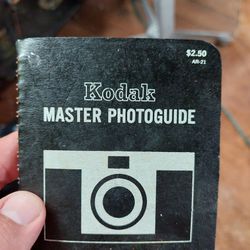 $2.50
AR-21
Kodak
MASTER PHOTOGUIDE